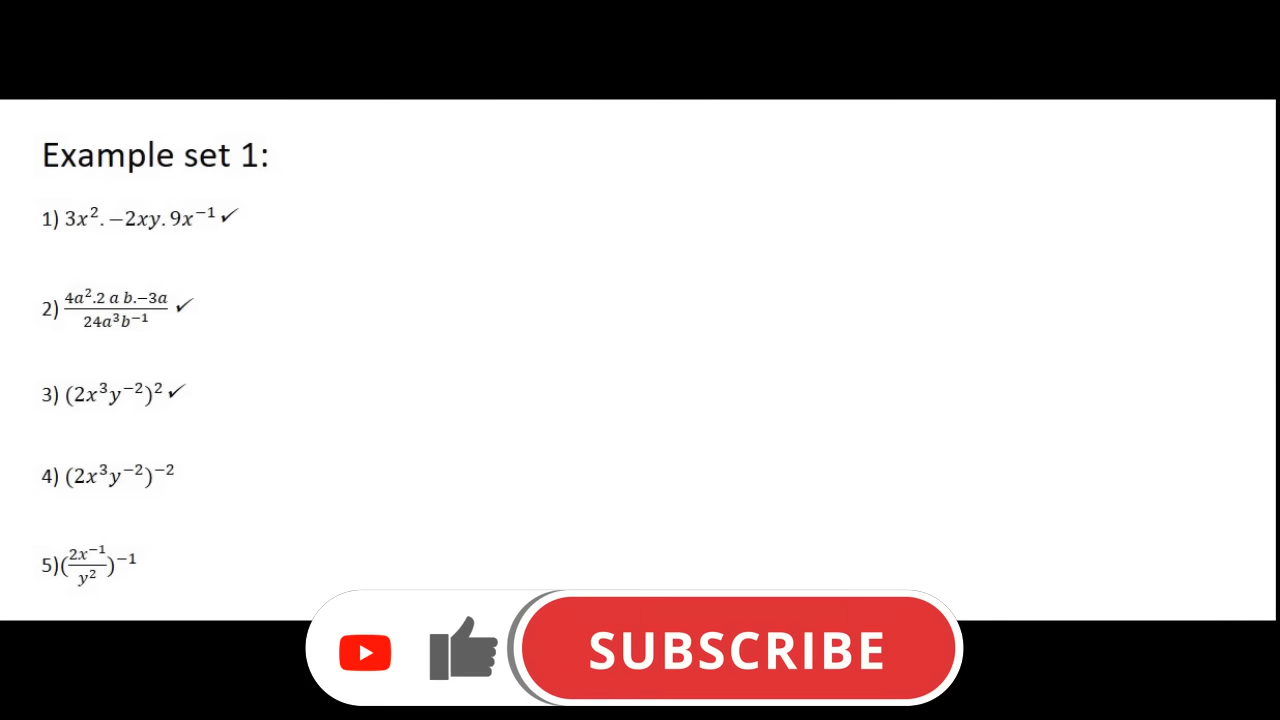 Example set 1:
1) 3x². −2xy. 9x⁻¹ ✓
2) (4a².2 a b.−3a)/(24a³b⁻¹) ✓
3) (2x³y⁻²)² ✓
4) (2x³y⁻²)⁻²
5)(2x⁻¹/y²)⁻¹
SUBSCRIBE